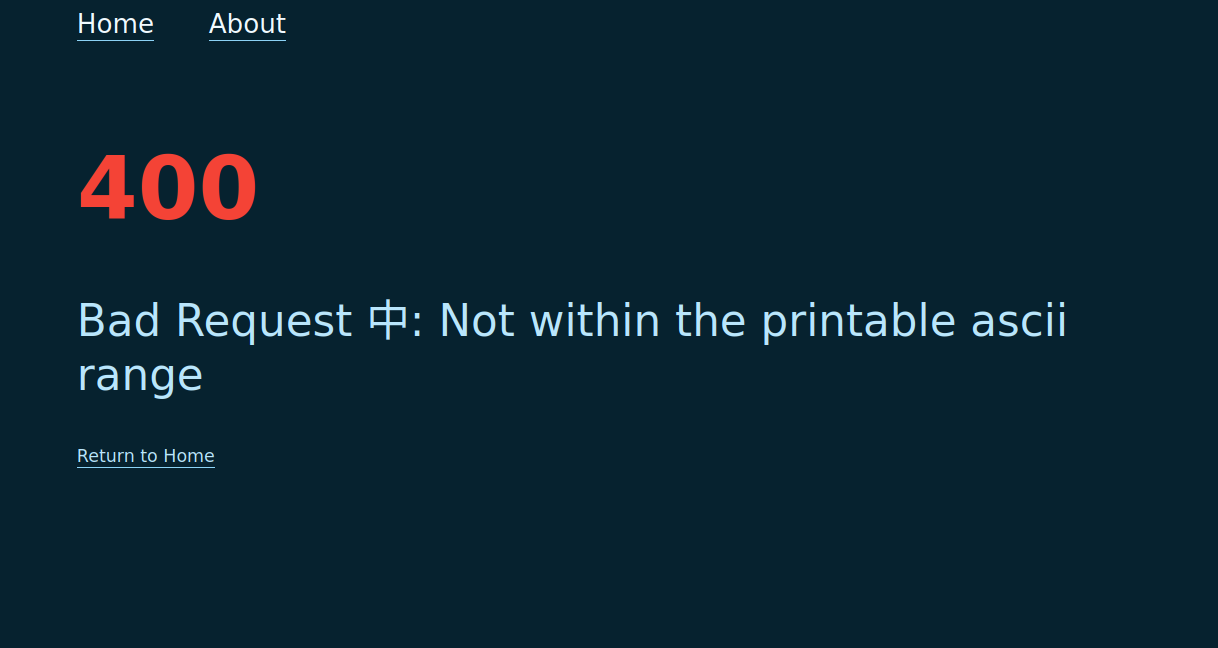 Home About
400
Bad Request 中: Not within the printable ascii
range
Return to Home